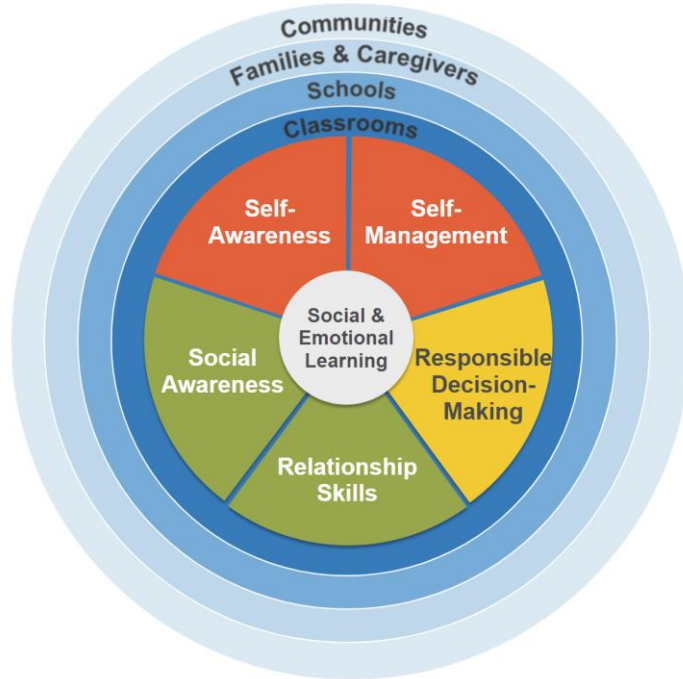 Communities
Families & Caregivers
Schools
Classrooms
Self-
Awareness
Self-
Management
Social &
Emotional
Learning
Social
Awareness
Responsible
Decision-
Making
Relationship
Skills